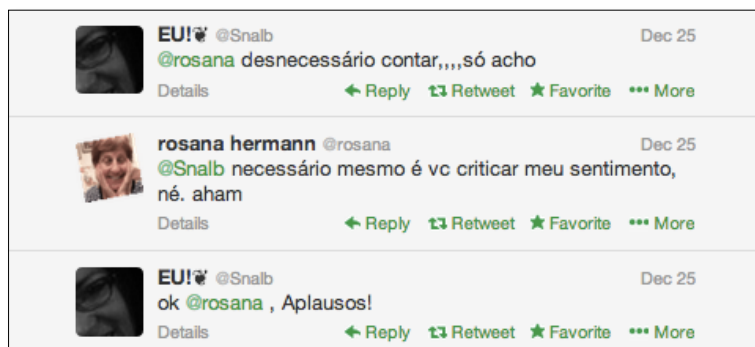 EU!❦ @Snalb Dec 25
@rosana desnecessário contar,,,,só acho
Details Reply Retweet Favorite More
rosana hermann @rosana Dec 25
@Snalb necessário mesmo é vc criticar meu sentimento,
né. aham
Details Reply Retweet Favorite More
EU!❦ @Snalb Dec 25
ok @rosana , Aplausos!
Details Reply Retweet Favorite More